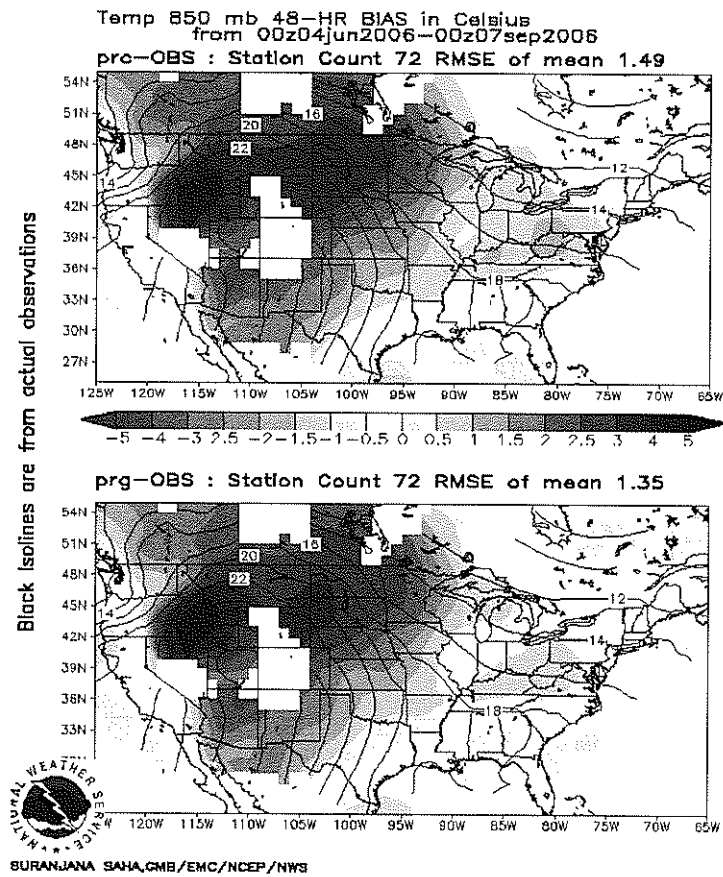 Temp 850 mb 48-HR BIAS in Celsius
from 00z04jun2006-00z07sep2006
prc-OBS : Station Count 72 RMSE of mean 1.49
54N
51N
48N
45N
42N
39N
36N
33N
30N
27N
20
16
22
14
12
14
18
125W 120W 115W 110W 105W 100W 95W 90W 85W 80W 75W 70W 65W
-5 -4 -3 2.5 -2 -1.5 -1 -0.5 0 0.5 1 1.5 2 2.5 3 4 5
Black Isolines are from actual observations
prg-OBS : Station Count 72 RMSE of mean 1.35
54N
51N
48N
45N
42N
39N
36N
33N
20
22
14
12
14
18
120W 115W 110W 105W 100W 95W 90W 85W 80W 75W 70W 65W
NATIONAL WEATHER SERVICE
SURANJANA SAHA,GMB/EMC/NCEP/NWS